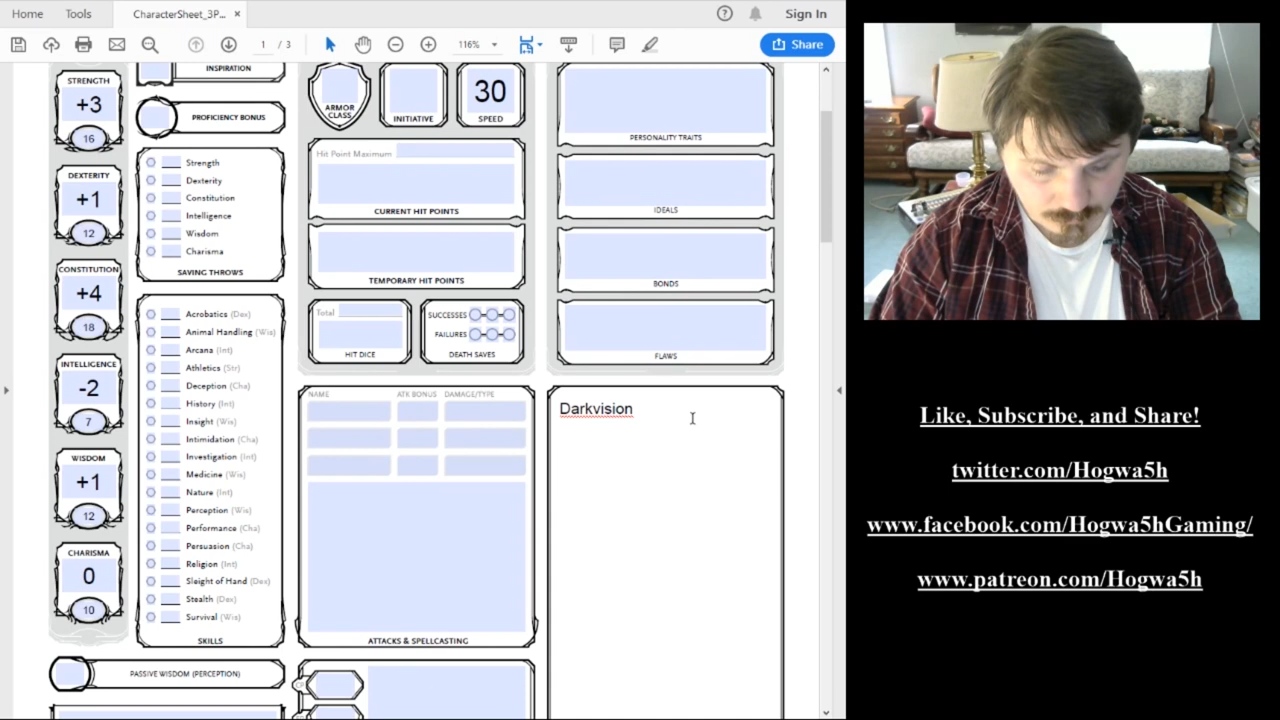 Home Tools CharacterSheet_3P... × Sign In
1 / 3 116% Share
STRENGTH
+3
16
DEXTERITY
+1
12
CONSTITUTION
+4
18
INTELLIGENCE
-2
7
WISDOM
+1
12
CHARISMA
0
10
INSPIRATION
PROFICIENCY BONUS
Strength
Dexterity
Constitution
Intelligence
Wisdom
Charisma
SAVING THROWS
Acrobatics (Dex)
Animal Handling (Wis)
Arcana (Int)
Athletics (Str)
Deception (Cha)
History (Int)
Insight (Wis)
Intimidation (Cha)
Investigation (Int)
Medicine (Wis)
Nature (Int)
Perception (Wis)
Performance (Cha)
Persuasion (Cha)
Religion (Int)
Sleight of Hand (Dex)
Stealth (Dex)
Survival (Wis)
SKILLS
PASSIVE WISDOM (PERCEPTION)
ARMOR
CLASS
INITIATIVE
30
SPEED
Hit Point Maximum
CURRENT HIT POINTS
TEMPORARY HIT POINTS
Total
HIT DICE
SUCCESSES
FAILURES
DEATH SAVES
NAME ATK BONUS DAMAGE/TYPE
ATTACKS & SPELLCASTING
PERSONALITY TRAITS
IDEALS
BONDS
FLAWS
Darkvision
Like, Subscribe, and Share!
twitter.com/Hogwa5h
www.facebook.com/Hogwa5hGaming/
www.patreon.com/Hogwa5h